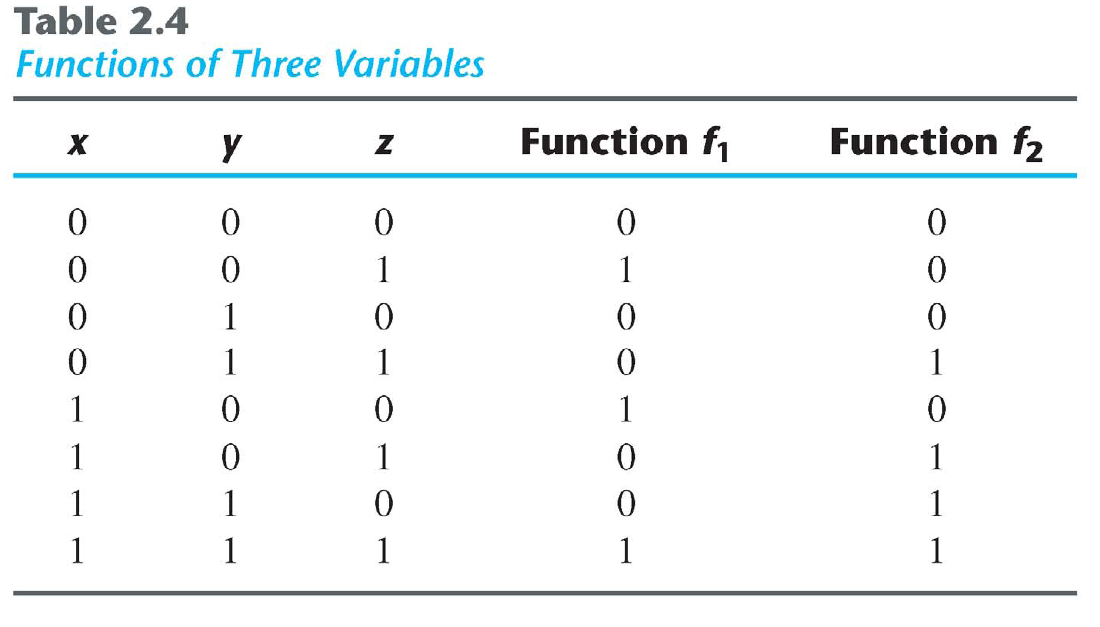 Table 2.4
Functions of Three Variables
x y z Function f₁ Function f₂
0 0 0 0 0
0 0 1 1 0
0 1 0 0 0
0 1 1 0 1
1 0 0 1 0
1 0 1 0 1
1 1 0 0 1
1 1 1 1 1